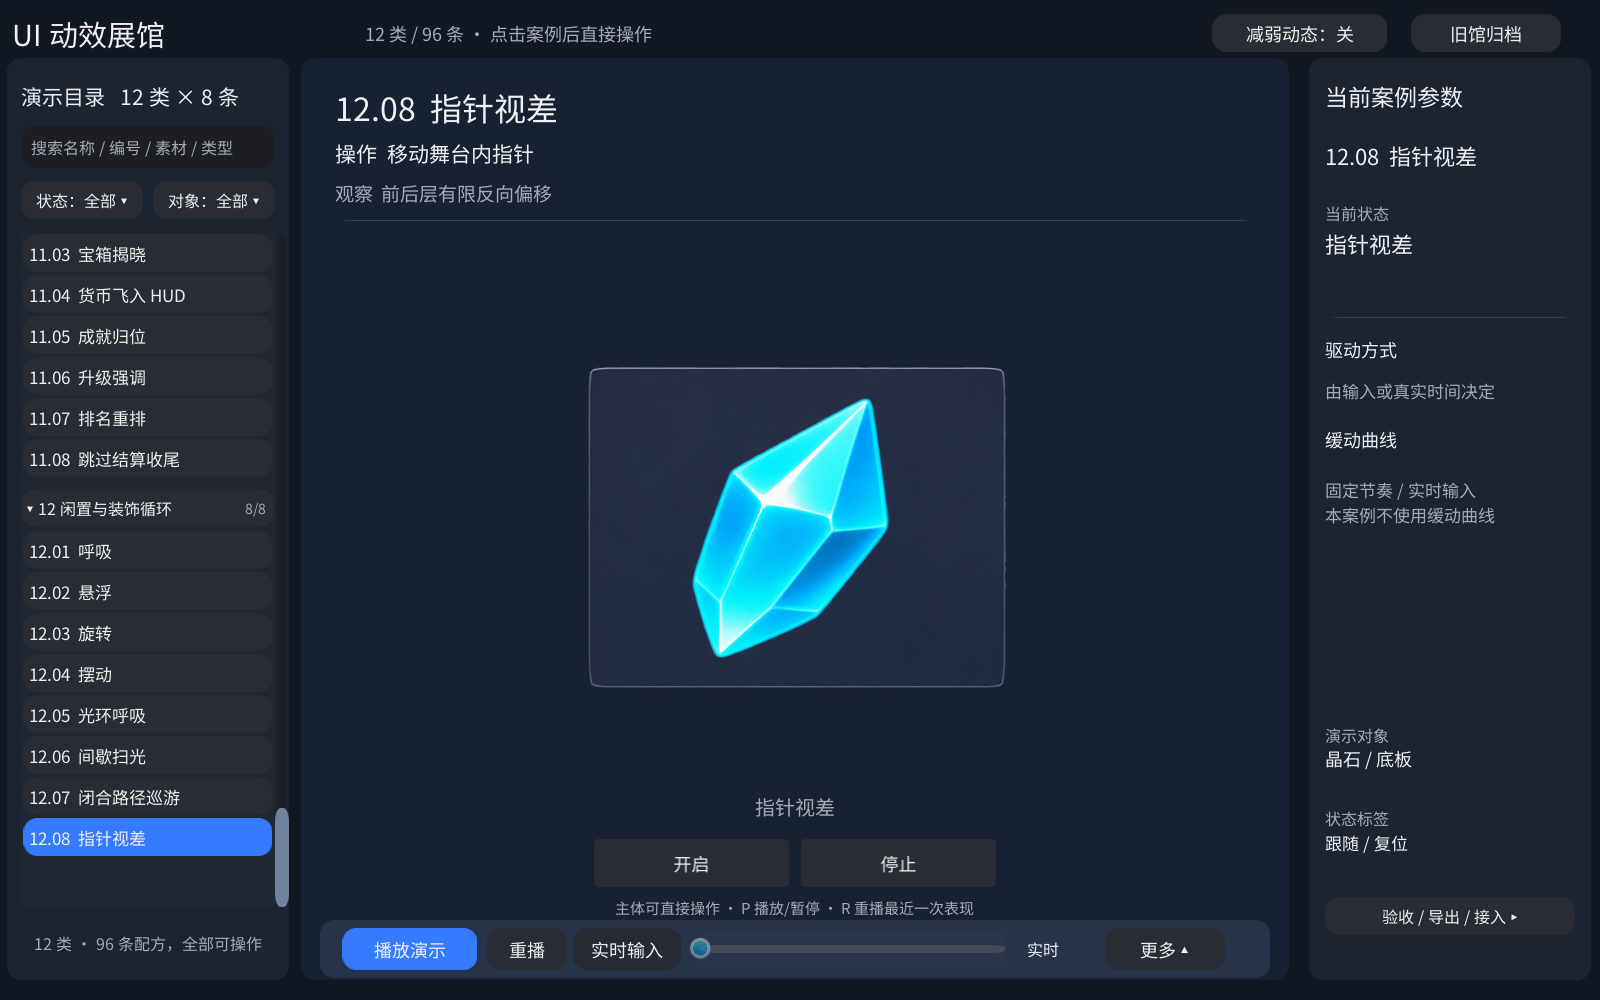 UI 动效展馆
12 类 / 96 条 · 点击案例后直接操作
减弱动态：关
旧馆归档
演示目录 12 类 × 8 条
搜索名称 / 编号 / 素材 / 类型
状态：全部 ▾
对象：全部 ▾
11.03 宝箱揭晓
11.04 货币飞入 HUD
11.05 成就归位
11.06 升级强调
11.07 排名重排
11.08 跳过结算收尾
▾ 12 闲置与装饰循环 8/8
12.01 呼吸
12.02 悬浮
12.03 旋转
12.04 摆动
12.05 光环呼吸
12.06 间歇扫光
12.07 闭合路径巡游
12.08 指针视差
12 类 · 96 条配方，全部可操作
12.08 指针视差
操作 移动舞台内指针
观察 前后层有限反向偏移
指针视差
开启
停止
主体可直接操作 · P 播放/暂停 · R 重播最近一次表现
播放演示
重播
实时输入
实时
更多 ▴
当前案例参数
12.08 指针视差
当前状态
指针视差
驱动方式
由输入或真实时间决定
缓动曲线
固定节奏 / 实时输入
本案例不使用缓动曲线
演示对象
晶石 / 底板
状态标签
跟随 / 复位
验收 / 导出 / 接入 ▸